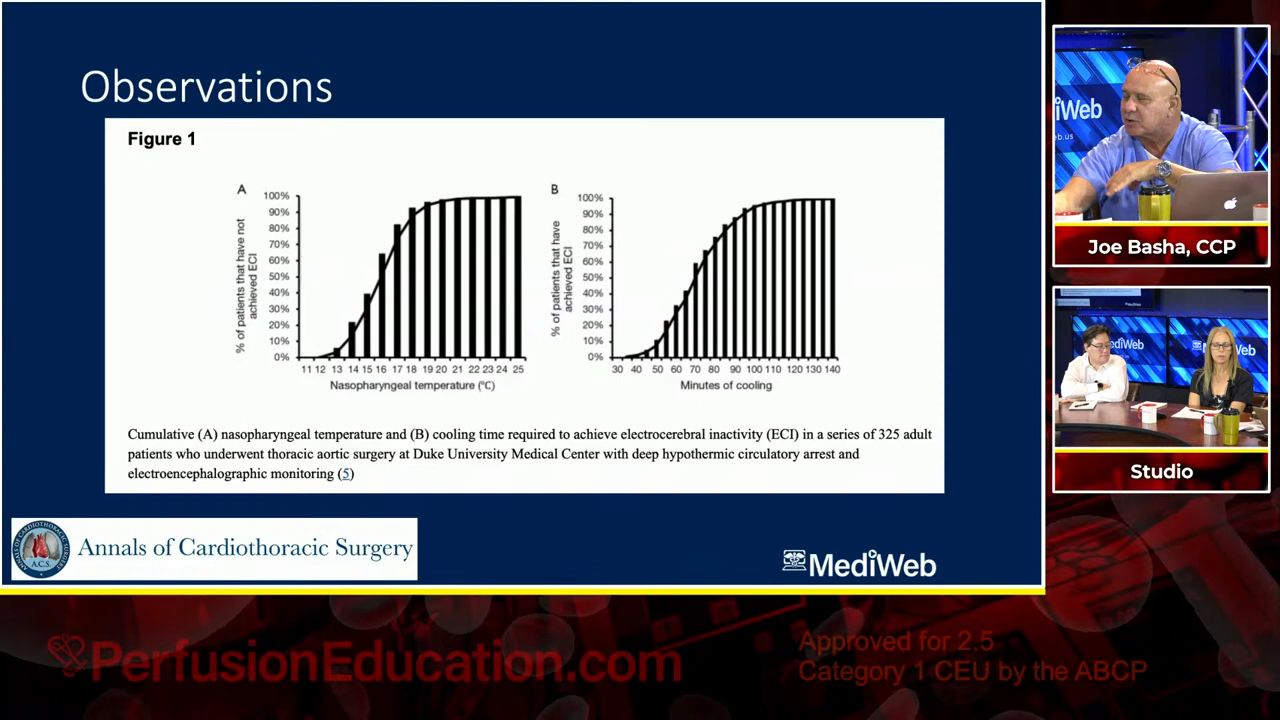 Observations
Figure 1
A
% of patients that have not
achieved ECI
100%
90%
80%
70%
60%
50%
40%
30%
20%
10%
0%
11 12 13 14 15 16 17 18 19 20 21 22 23 24 25
Nasopharyngeal temperature (°C)
B
% of patients that have
achieved ECI
100%
90%
80%
70%
60%
50%
40%
30%
20%
10%
0%
30 40 50 60 70 80 90 100 110 120 130 140
Minutes of cooling
Cumulative (A) nasopharyngeal temperature and (B) cooling time required to achieve electrocerebral inactivity (ECI) in a series of 325 adult
patients who underwent thoracic aortic surgery at Duke University Medical Center with deep hypothermic circulatory arrest and
electroencephalographic monitoring (5)
A.C.S.
Annals of Cardiothoracic Surgery
MediWeb
iWeb
b.us
Joe Basha, CCP
MediWeb
MediWeb
Studio
PerfusionEducation.com
Approved for 2.5
Category 1 CEU by the ABCP